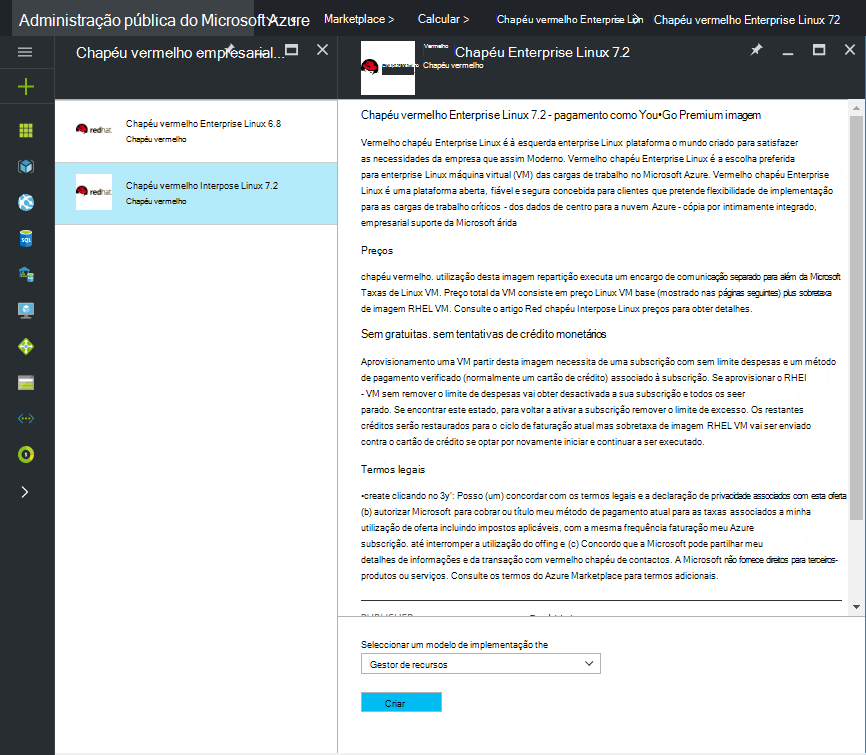 Administração pública do Microsoft Azure
Marketplace >
Calcular >
Chapéu vermelho Enterprise
Chapéu vermelho Enterprise Linux 72
Chapéu vermelho empresarial...
Vermelho
Chapéu Enterprise Linux 7.2
Chapéu vermelho
redhat
Chapéu vermelho Enterprise Linux 6.8
Chapéu vermelho
redhat
Chapéu vermelho Interpose Linux 7.2
Chapéu vermelho
Chapéu vermelho Enterprise Linux 7.2 - pagamento como You•Go Premium imagem
Vermelho chapéu Enterprise Linux é à esquerda enterprise Linux plataforma o mundo criado para satisfazer
as necessidades da empresa que assim Moderno. Vermelho chapéu Enterprise Linux é a escolha preferida
para enterprise Linux máquina virtual (VM) das cargas de trabalho no Microsoft Azure. Vermelho chapéu Enterprise
Linux é uma plataforma aberta, fiável e segura concebida para clientes que pretende flexibilidade de implementação
para as cargas de trabalho críticos - dos dados de centro para a nuvem Azure - cópia por intimamente integrado,
empresarial suporte da Microsoft árida
Preços
chapéu vermelho. utilização desta imagem repartição executa um encargo de comunicação separado para além da Microsoft
Taxas de Linux VM. Preço total da VM consiste em preço Linux VM base (mostrado nas páginas seguintes) plus sobretaxa
de imagem RHEL VM. Consulte o artigo Red chapéu Interpose Linux preços para obter detalhes.
Sem gratuitas. sem tentativas de crédito monetários
Aprovisionamento uma VM partir desta imagem necessita de uma subscrição com sem limite despesas e um método
de pagamento verificado (normalmente um cartão de crédito) associado à subscrição. Se aprovisionar o RHEI
- VM sem remover o limite de despesas vai obter desactivada a sua subscrição e todos os seer
parado. Se encontrar este estado, para voltar a ativar a subscrição remover o limite de excesso. Os restantes
créditos serão restaurados para o ciclo de faturação atual mas sobretaxa de imagem RHEL VM vai ser enviado
contra o cartão de crédito se optar por novamente iniciar e continuar a ser executado.
Termos legais
•create clicando no 3y': Posso (um) concordar com os termos legais e a declaração de privacidade associados com esta oferta
(b) autorizar Microsoft para cobrar ou título meu método de pagamento atual para as taxas associados a minha
utilização de oferta incluindo impostos aplicáveis, com a mesma frequência faturação meu Azure
subscrição. até interromper a utilização do offing e (c) Concordo que a Microsoft pode partilhar meu
detalhes de informações e da transação com vermelho chapéu de contactos. A Microsoft não fornece direitos para terceiros-
produtos ou serviços. Consulte os termos do Azure Marketplace para termos adicionais.
Seleccionar um modelo de implementação the
Gestor de recursos
Criar